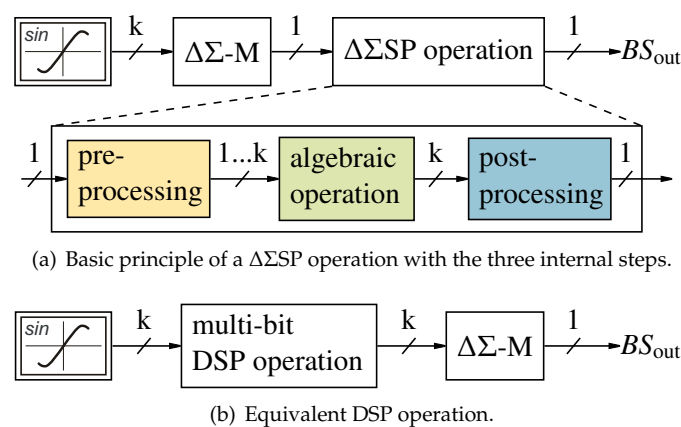 sin k ΔΣ-M 1 ΔΣSP operation 1 BSout
1 pre- 1...k algebraic k post- 1
processing operation processing
(a) Basic principle of a ΔΣSP operation with the three internal steps.
sin k multi-bit k ΔΣ-M 1 BSout
DSP operation
(b) Equivalent DSP operation.